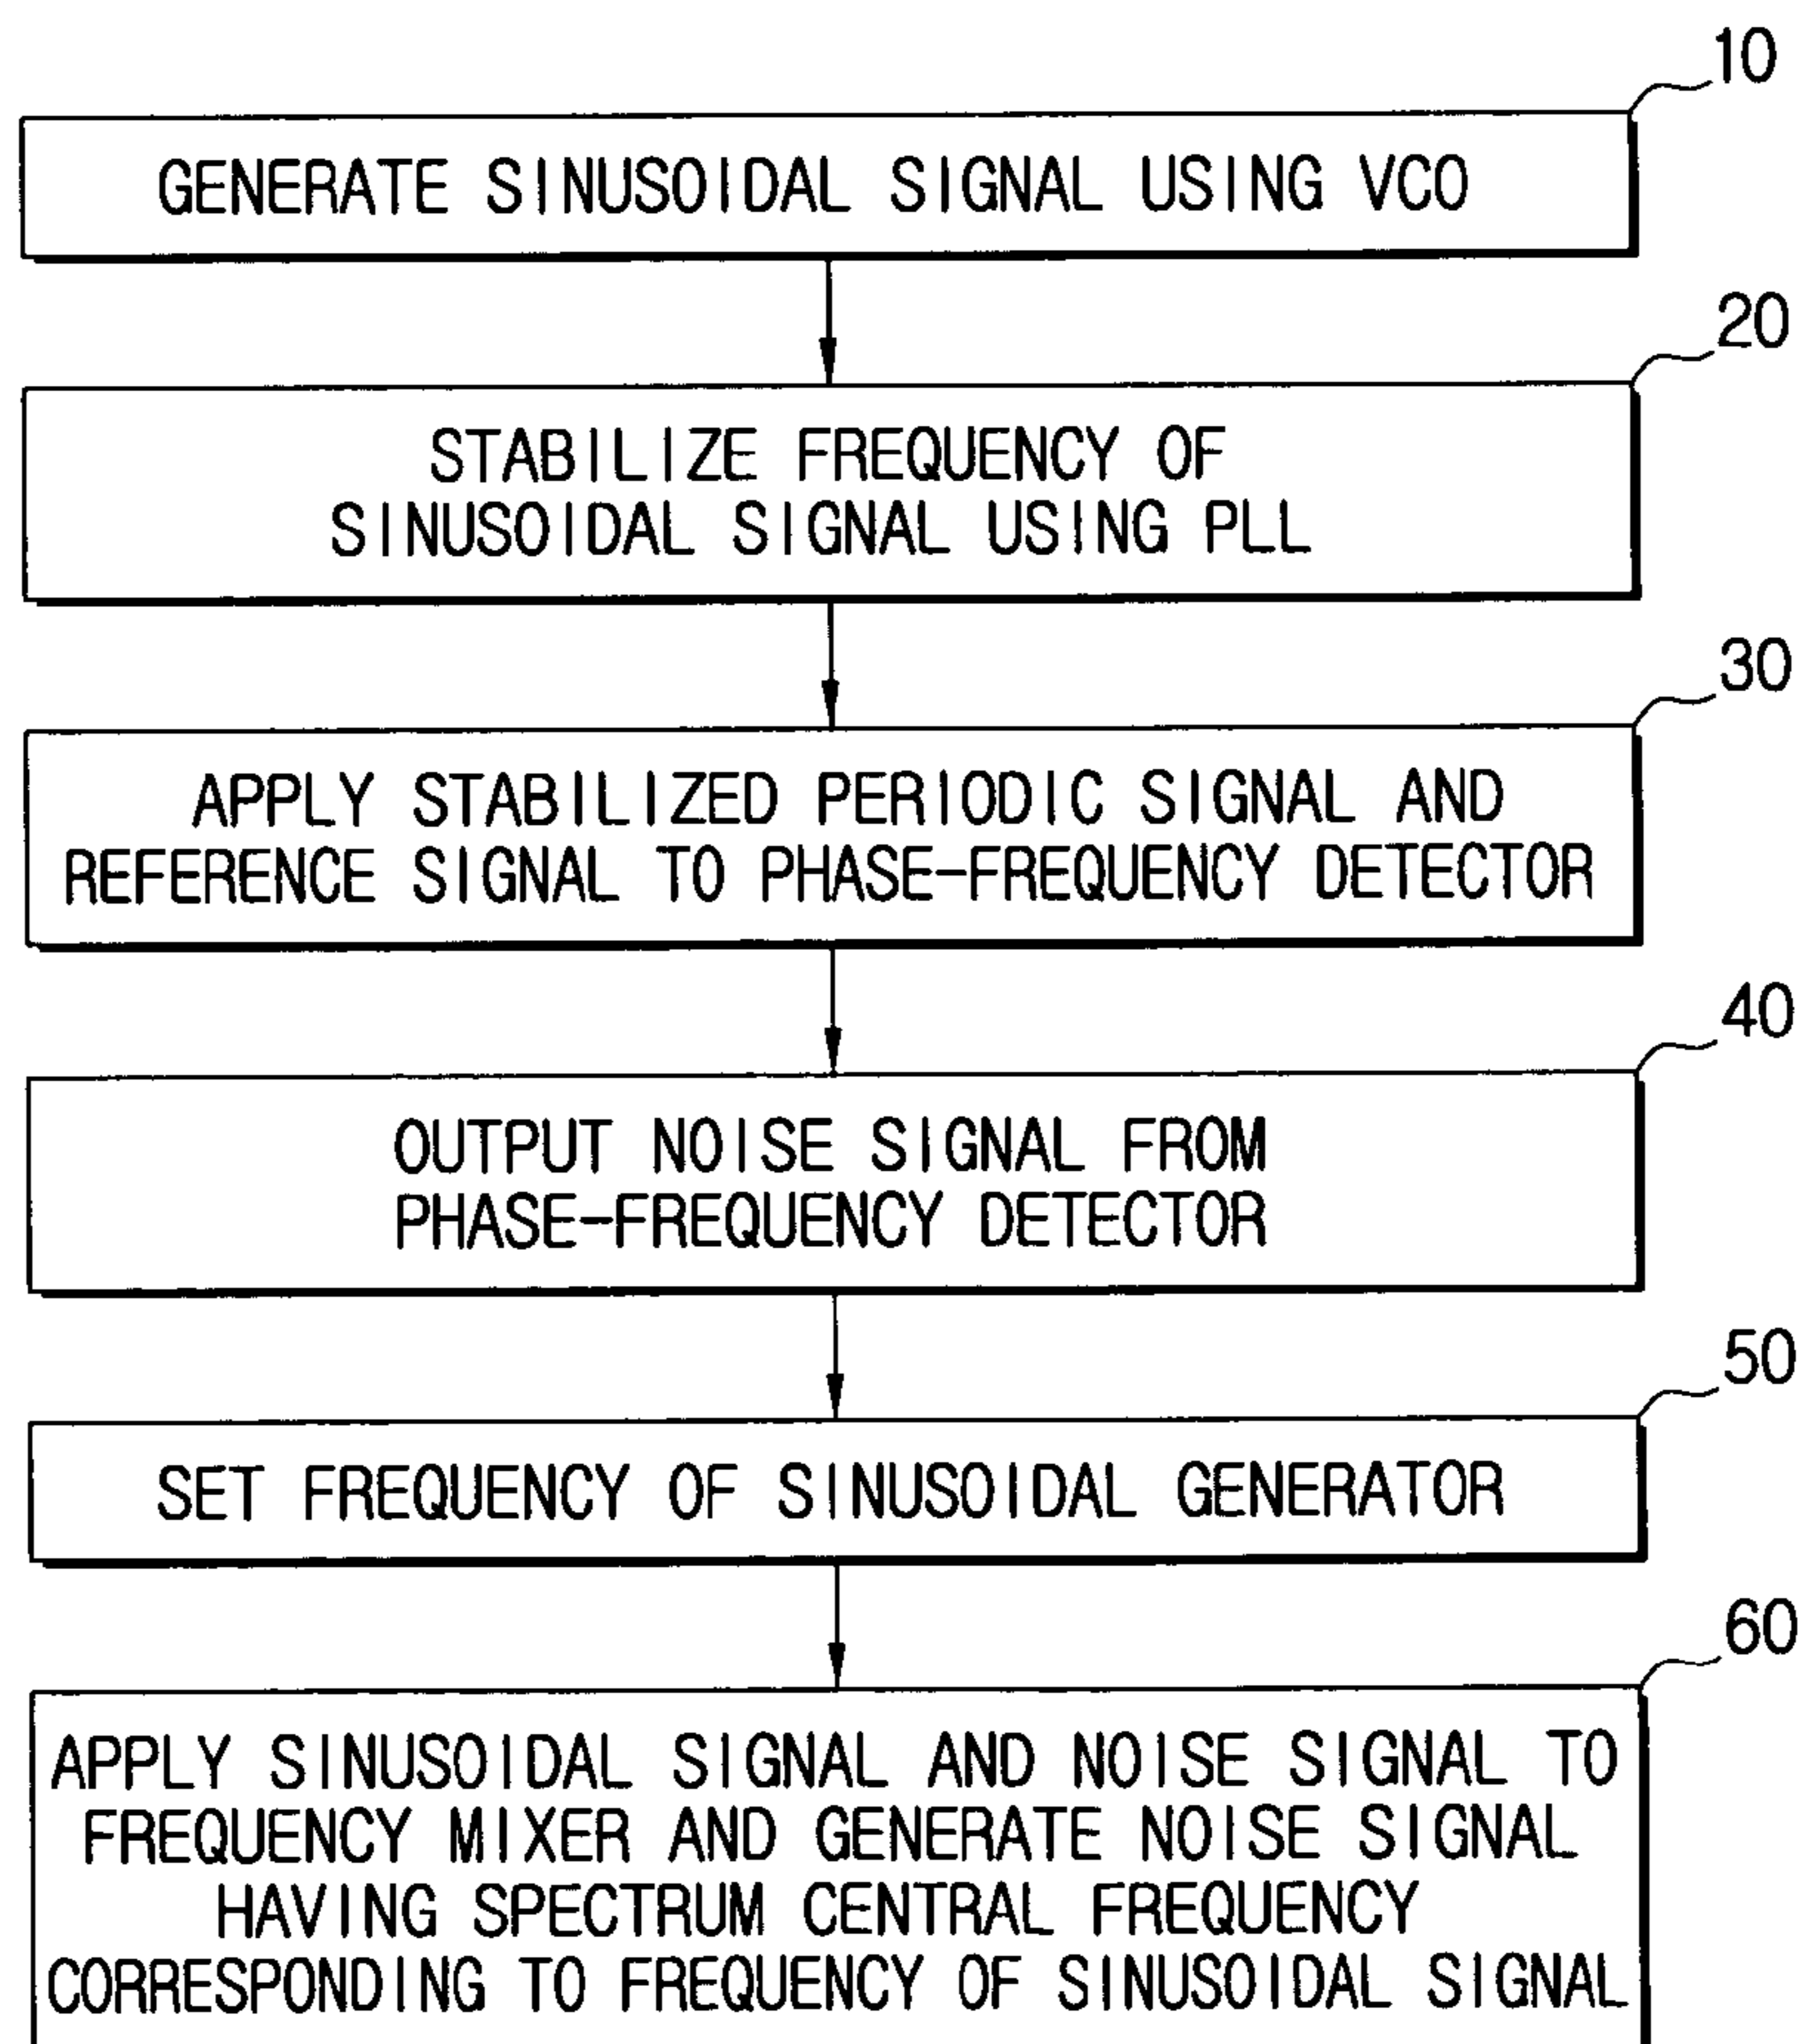 10
GENERATE SINUSOIDAL SIGNAL USING VCO
20
STABILIZE FREQUENCY OF
SINUSOIDAL SIGNAL USING PLL
30
APPLY STABILIZED PERIODIC SIGNAL AND
REFERENCE SIGNAL TO PHASE-FREQUENCY DETECTOR
40
OUTPUT NOISE SIGNAL FROM
PHASE-FREQUENCY DETECTOR
50
SET FREQUENCY OF SINUSOIDAL GENERATOR
60
APPLY SINUSOIDAL SIGNAL AND NOISE SIGNAL TO
FREQUENCY MIXER AND GENERATE NOISE SIGNAL
HAVING SPECTRUM CENTRAL FREQUENCY
CORRESPONDING TO FREQUENCY OF SINUSOIDAL SIGNAL